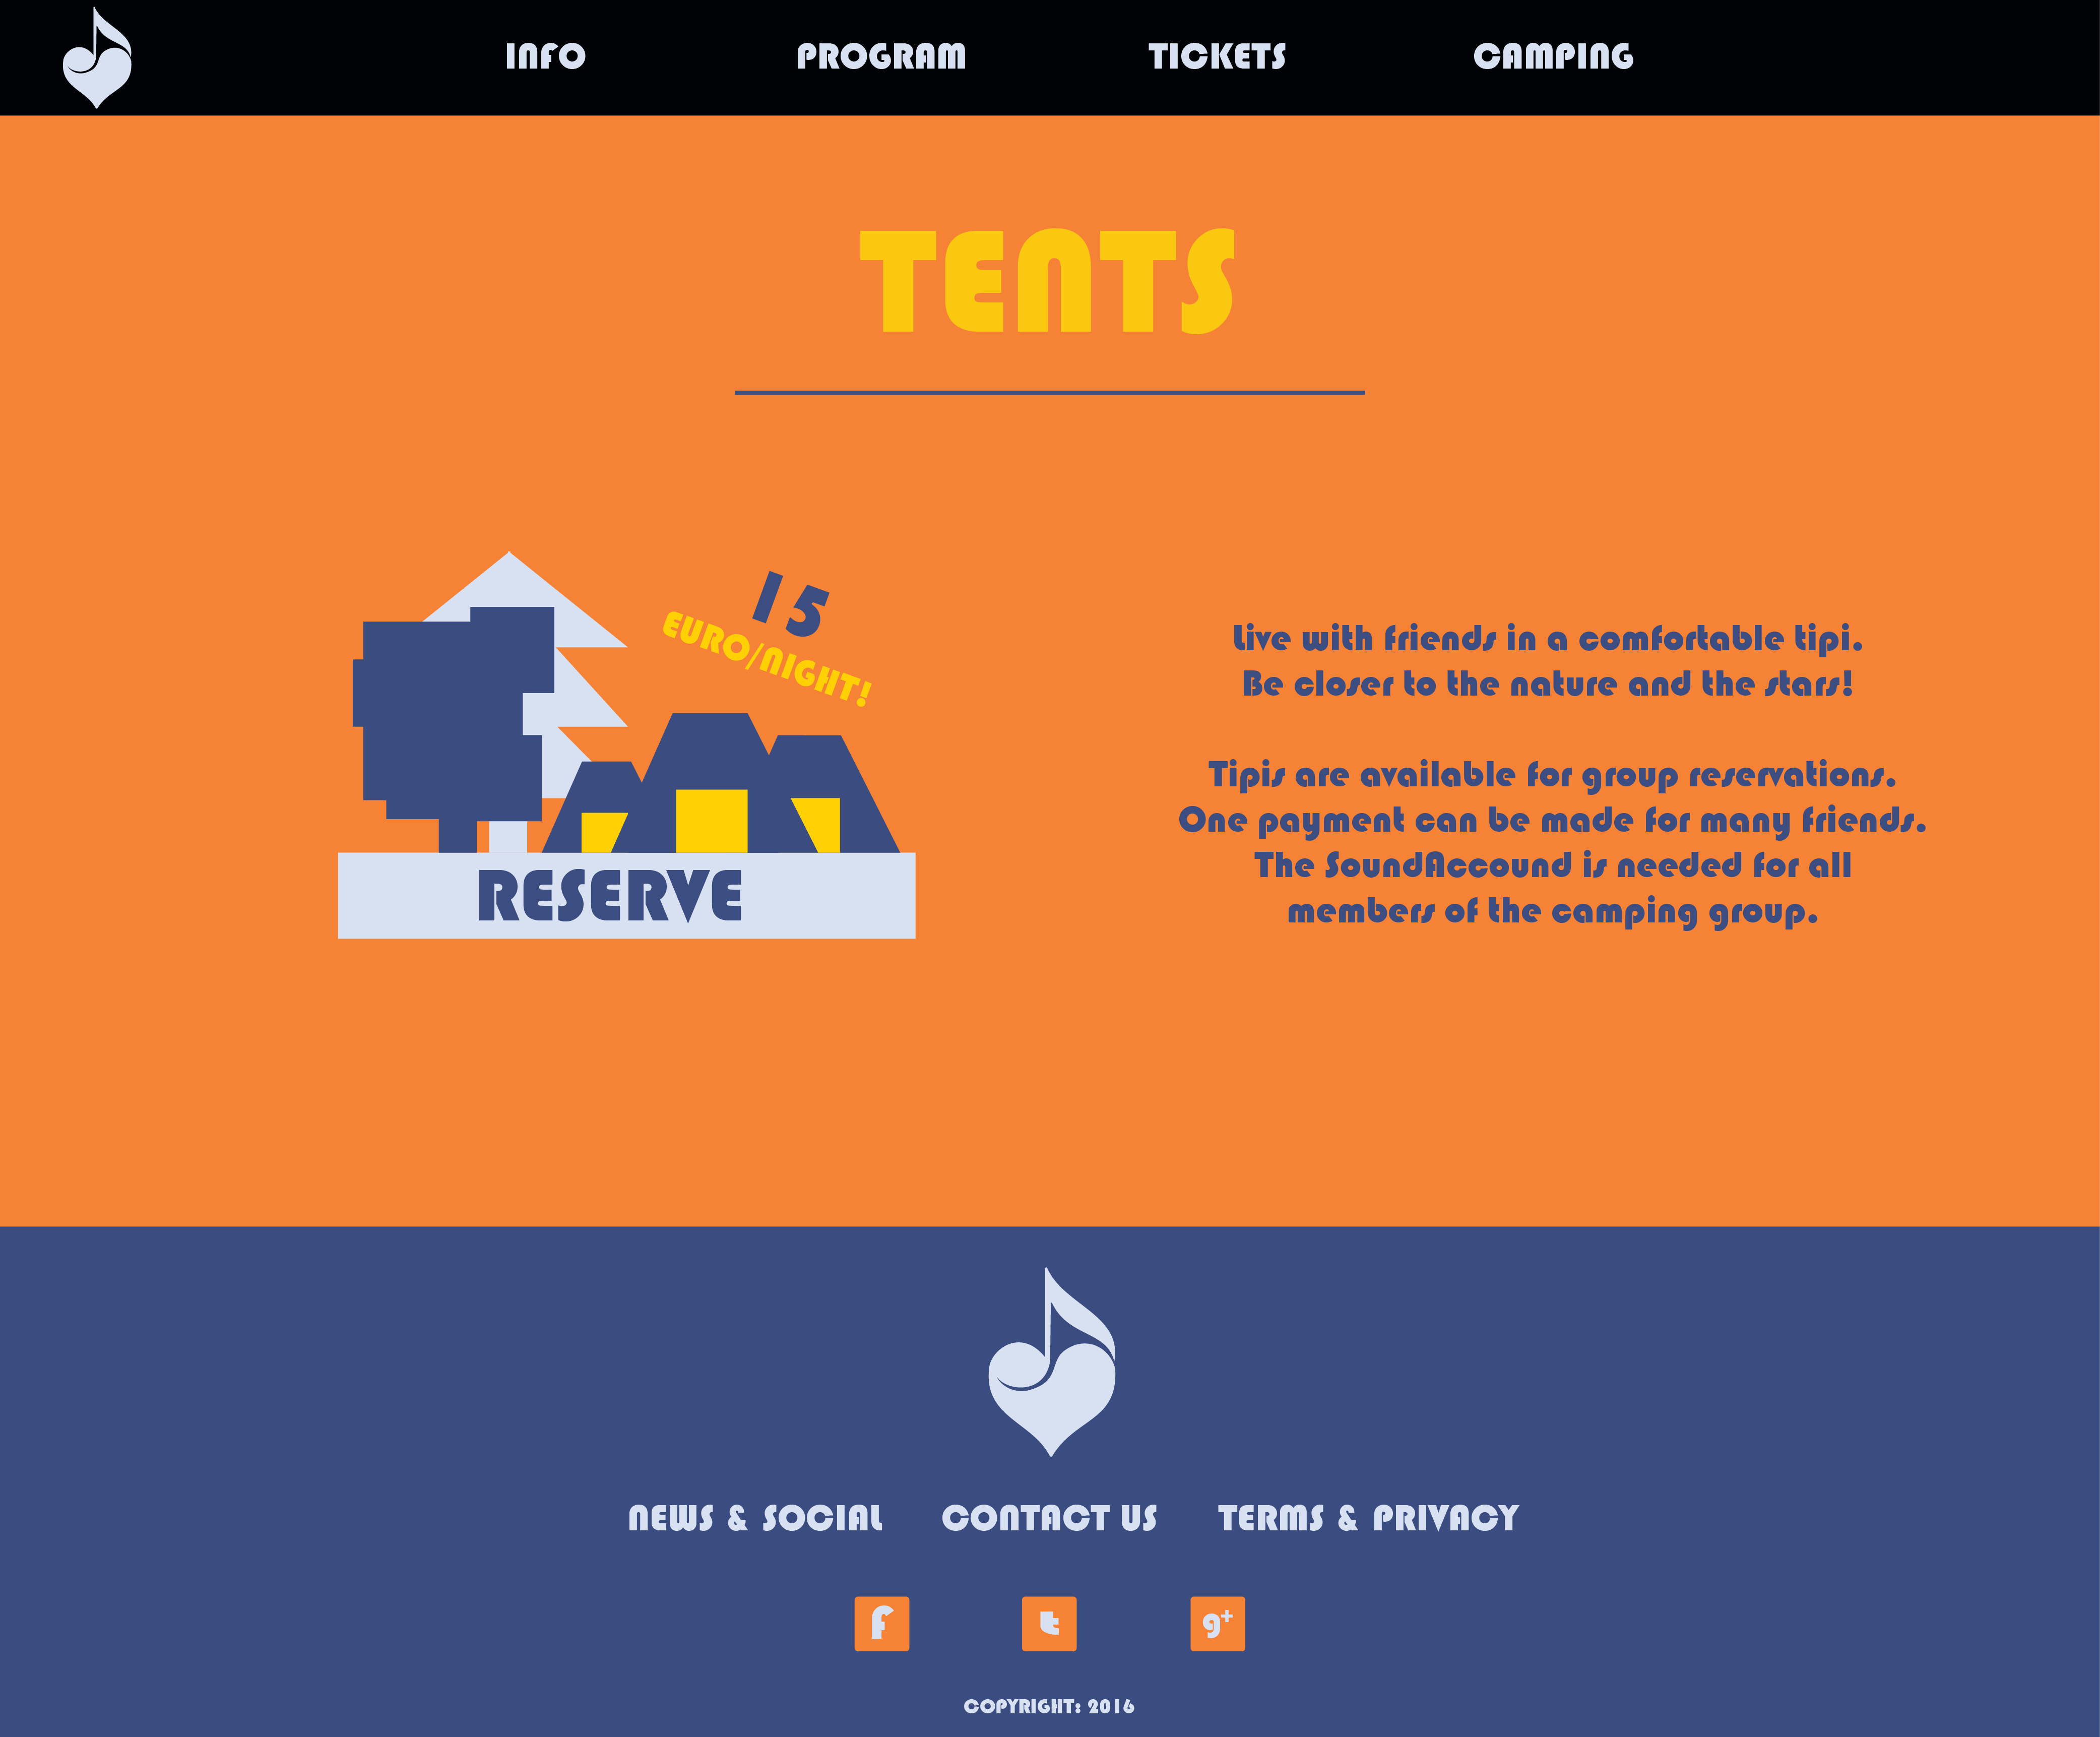 INFO
PROGRAM
TICKETS
CAMPING
TENTS
15
EURO/NIGHT!
RESERVE
Live with friends in a comfortable tipi.
Be closer to the nature and the stars!
Tipis are available for group reservations.
One payment can be made for many friends.
The SoundAccound is needed for all
members of the camping group.
NEWS & SOCIAL
CONTACT US
TERMS & PRIVACY
f
t
g+
COPYRIGHT: 2016